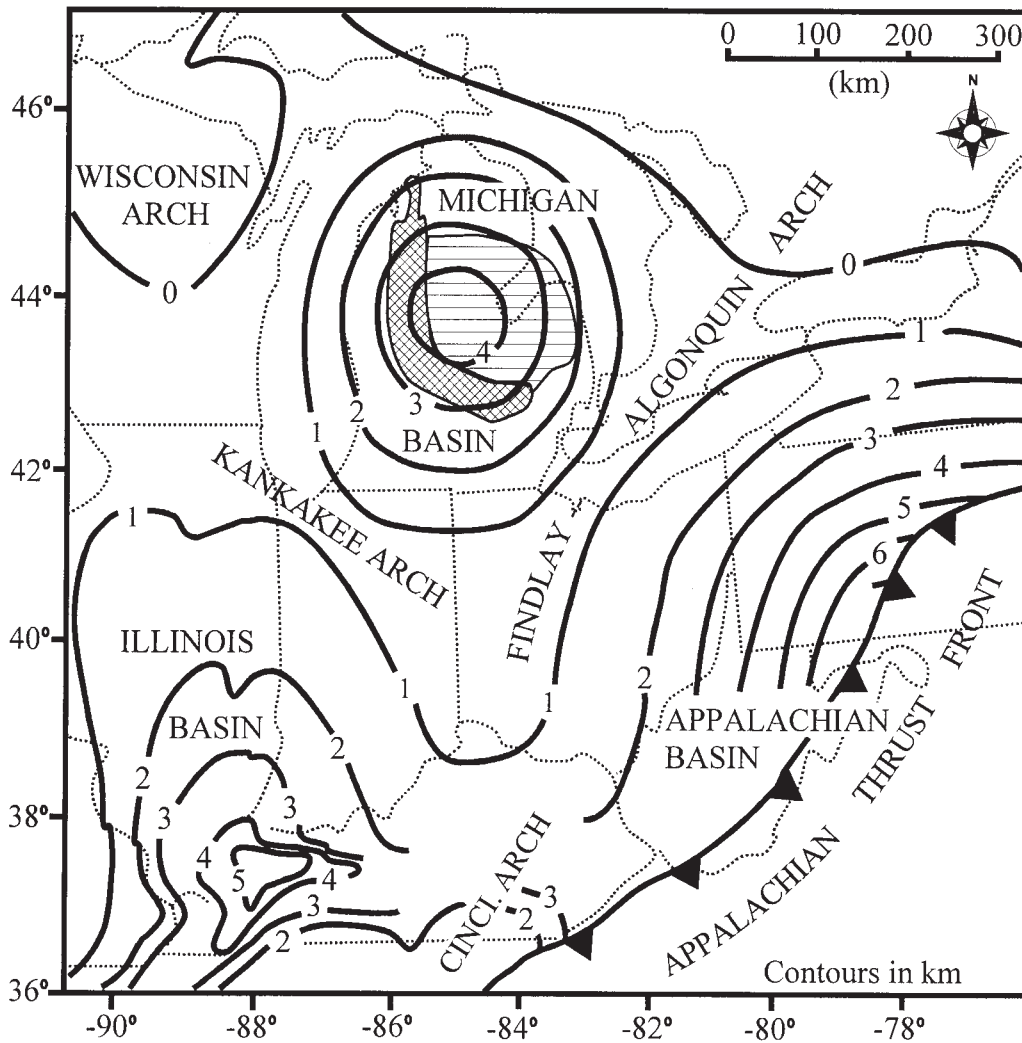 0 100 200 300
(km)
N
46°
44°
42°
40°
38°
36°
-90° -88° -86° -84° -82° -80° -78°
WISCONSIN
ARCH
0
MICHIGAN
BASIN
1
2
3
4
ALGONQUIN ARCH
0
1
2
3
4
5
6
KANKAKEE ARCH
FINDLAY
1
ILLINOIS
BASIN
1
1
2
2
2
3
3
4
5
4
3
2
APPALACHIAN
BASIN
CINCI. ARCH
3
2
APPALACHIAN THRUST FRONT
Contours in km